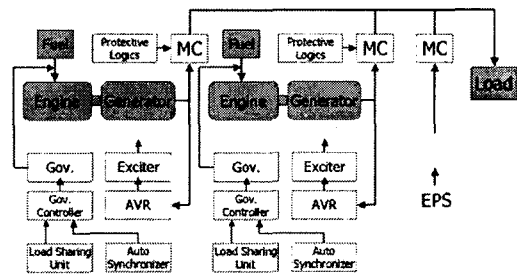 Fuel
Protective
Logics
MC
Fuel
Protective
Logics
MC
MC
Engine
Generator
Engine
Generator
Load
Gov.
Exciter
Gov.
Exciter
Gov.
Controller
AVR
Gov.
Controller
AVR
EPS
Load Sharing
Unit
Auto
Synchronizer
Load Sharing
Unit
Auto
Synchronizer